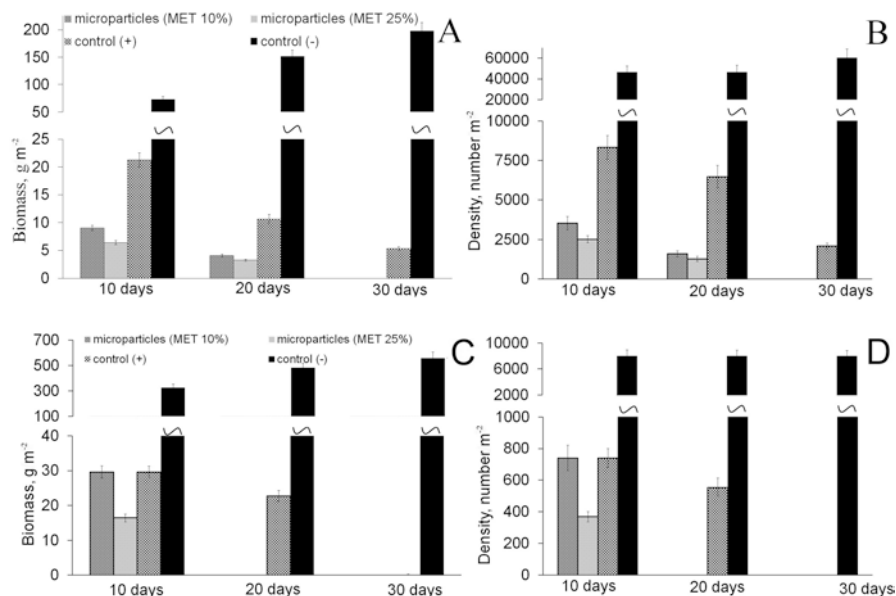 microparticles (MET 10%) microparticles (MET 25%)
control (+) control (-)
A
200
150
100
50
25
20
15
10
5
0
Biomass, g m⁻²
10 days 20 days 30 days
B
60000
40000
20000
10000
7500
5000
2500
0
Density, number m⁻²
10 days 20 days 30 days
microparticles (MET 10%) microparticles (MET 25%)
control (+) control (-)
C
700
500
300
100
40
30
20
10
0
Biomass, g m⁻²
10 days 20 days 30 days
D
10000
8000
6000
4000
2000
1000
800
600
400
200
0
Density, number m⁻²
10 days 20 days 30 days